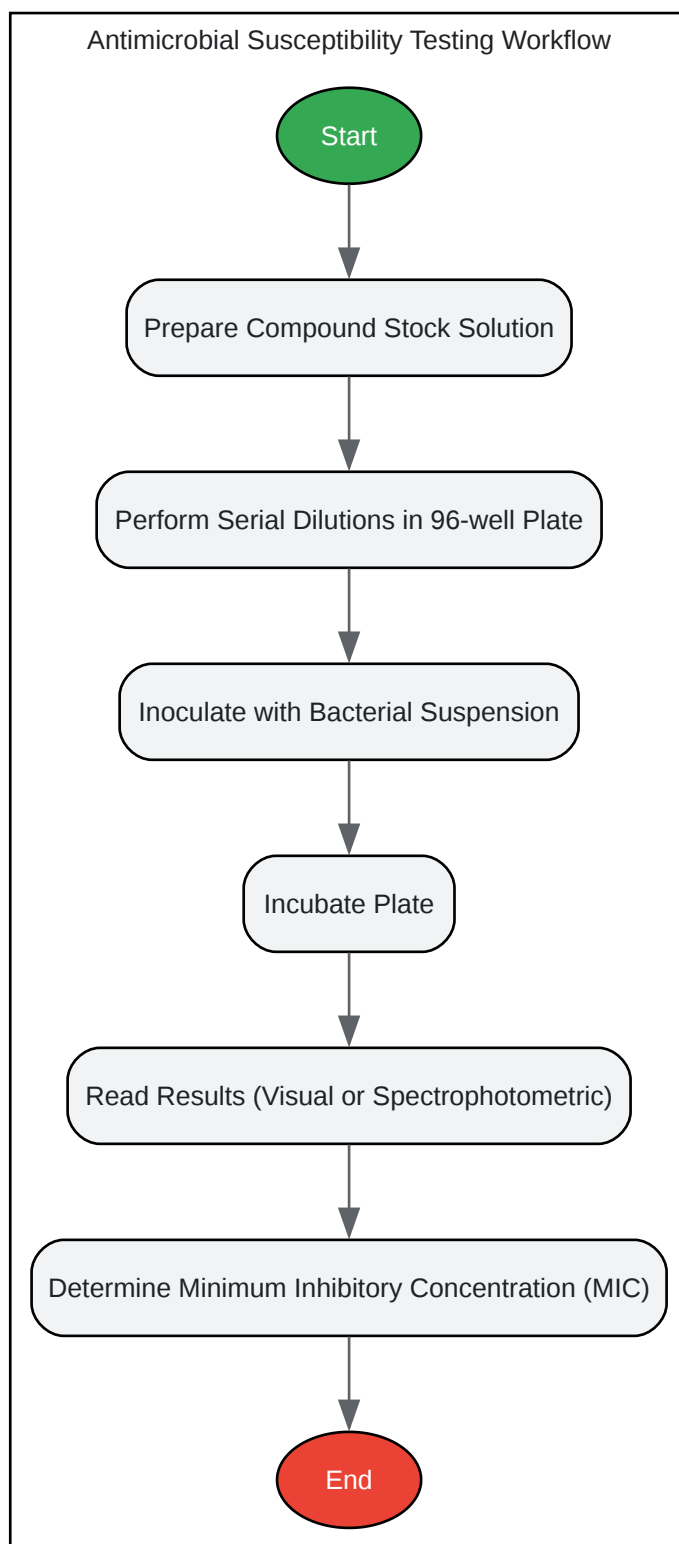 Antimicrobial Susceptibility Testing Workflow
Start
Prepare Compound Stock Solution
Perform Serial Dilutions in 96-well Plate
Inoculate with Bacterial Suspension
Incubate Plate
Read Results (Visual or Spectrophotometric)
Determine Minimum Inhibitory Concentration (MIC)
End